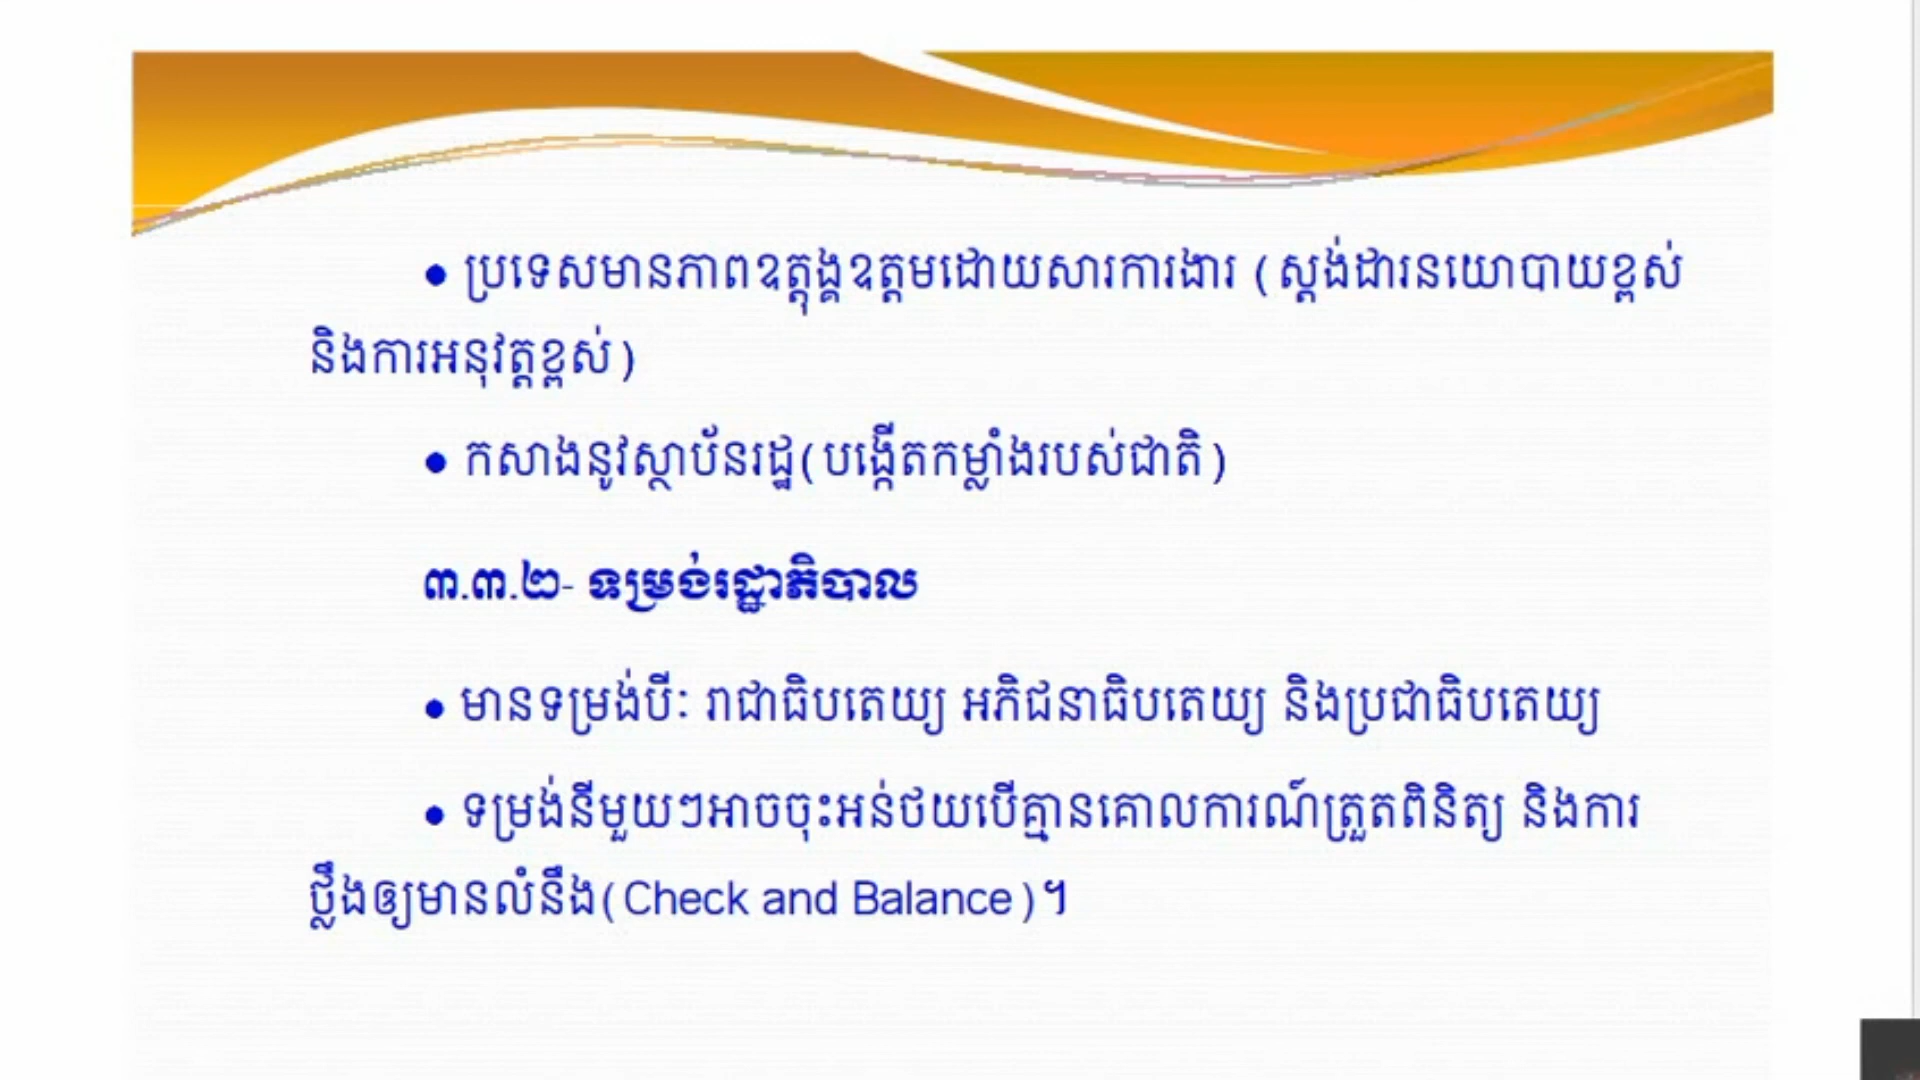 • ប្រទេសមានភាពឧត្តុង្គឧត្តមដោយសារការងារ (ស្តង់ដារនយោបាយខ្ពស់
និងការអនុវត្តខ្ពស់)
• កសាងនូវស្ថាប័នរដ្ឋ(បង្កើតកម្លាំងរបស់ជាតិ)
៣.៣.២- ទម្រង់រដ្ឋាភិបាល
• មានទម្រង់បីៈ រាជាធិបតេយ្យ អភិជនាធិបតេយ្យ និងប្រជាធិបតេយ្យ
• ទម្រង់នីមួយៗអាចចុះអន់ថយបើគ្មានគោលការណ៍ត្រួតពិនិត្យ និងការ
ថ្លឹងឲ្យមានលំនឹង(Check and Balance)។